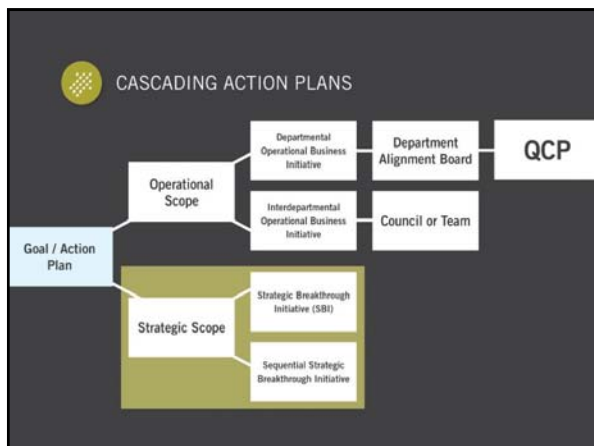 CASCADING ACTION PLANS
Departmental
Operational Business
Initiative
Department
Alignment Board
QCP
Operational
Scope
Interdepartmental
Operational Business
Initiative
Council or Team
Goal / Action
Plan
Strategic Scope
Strategic Breakthrough
Initiative (SBI)
Sequential Strategic
Breakthrough Initiative